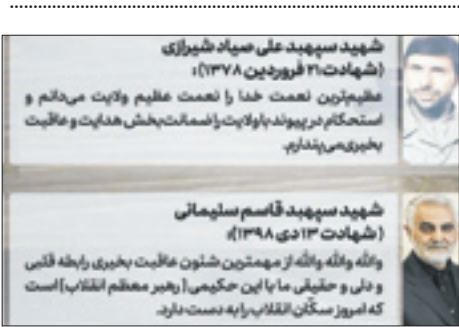 شهید سپهبد علی صیاد شیرازی
(شهادت:۲۱ فروردین ۱۳۷۸):
عظیم‌ترین نعمت خدا را نعمت عظیم ولایت می‌دانم و
استحکام در پیوند با ولایت را ضمانت‌بخش هدایت و عاقبت
بخیری می‌پندارم.
شهید سپهبد قاسم سلیمانی
(شهادت ۱۳ دی ۱۳۹۸):
والله والله والله از مهمترین شئون عاقبت بخیری رابطه قلبی
و دلی و حقیقی ما با این حکیمی [رهبر معظم انقلاب] است
که امروز سکّان انقلاب را به دست دارد.